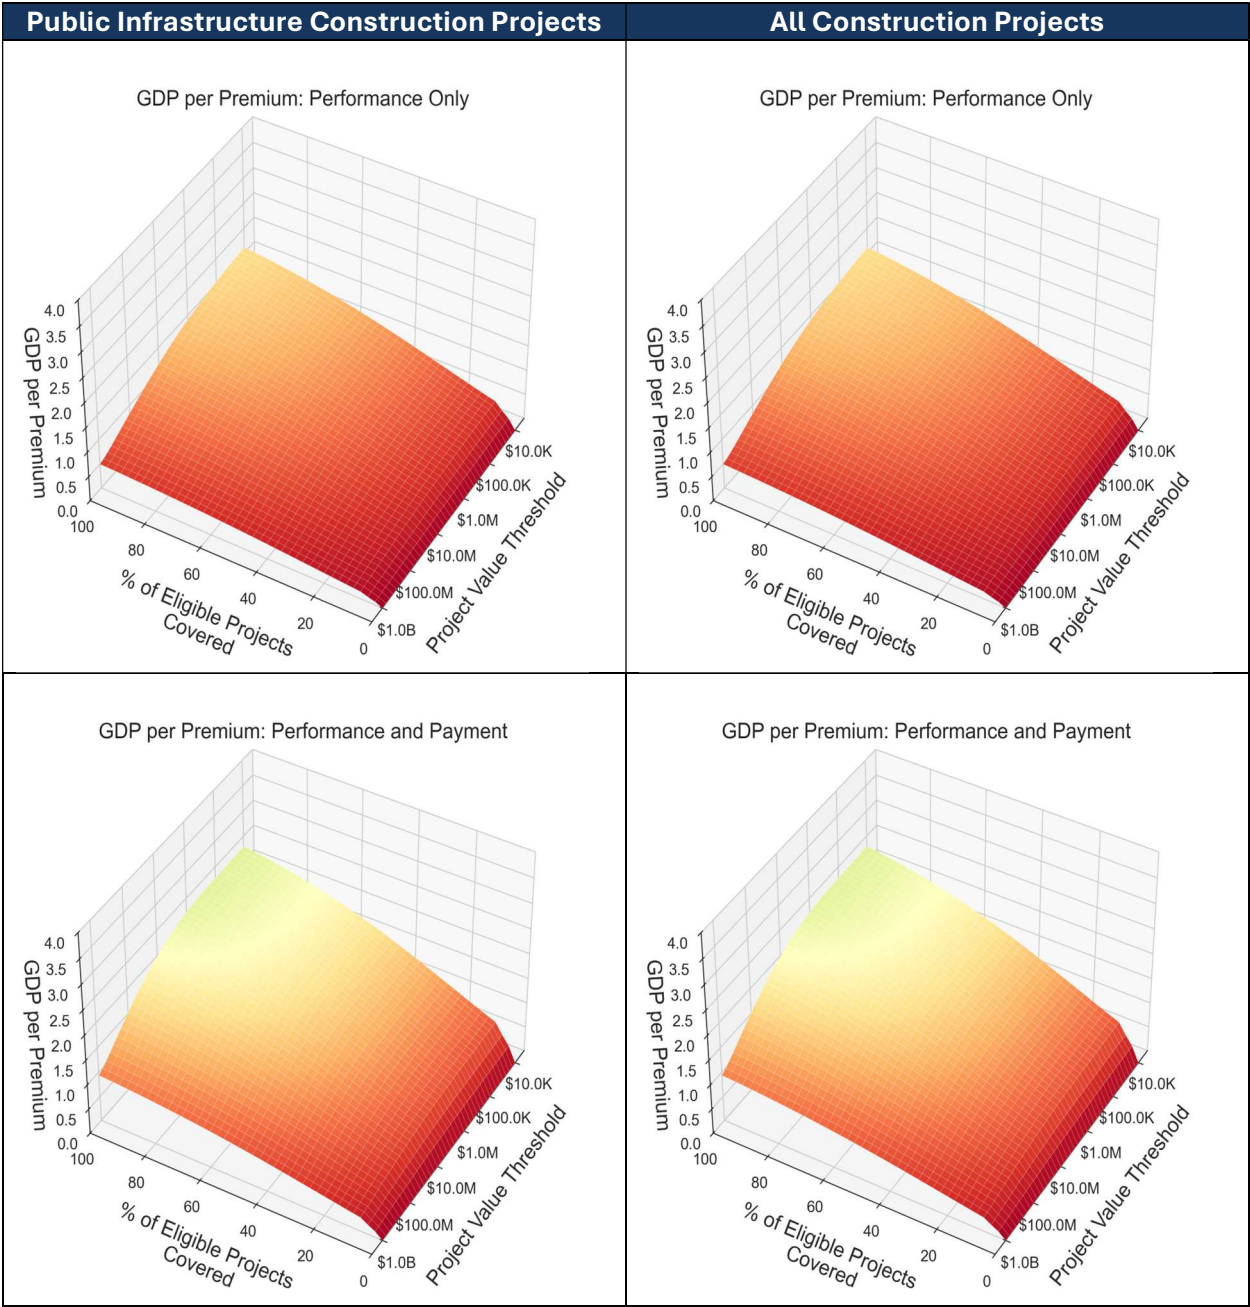 Public Infrastructure Construction Projects
All Construction Projects
GDP per Premium: Performance Only
4.0
3.5
3.0
2.5
2.0
1.5
1.0
0.5
0.0
GDP per Premium
100
80
60
40
20
0
% of Eligible Projects
Covered
$10.0K
$100.0K
$1.0M
$10.0M
$100.0M
$1.0B
Project Value Threshold
GDP per Premium: Performance Only
4.0
3.5
3.0
2.5
2.0
1.5
1.0
0.5
0.0
GDP per Premium
100
80
60
40
20
0
% of Eligible Projects
Covered
$10.0K
$100.0K
$1.0M
$10.0M
$100.0M
$1.0B
Project Value Threshold
GDP per Premium: Performance and Payment
4.0
3.5
3.0
2.5
2.0
1.5
1.0
0.5
0.0
GDP per Premium
100
80
60
40
20
0
% of Eligible Projects
Covered
$10.0K
$100.0K
$1.0M
$10.0M
$100.0M
$1.0B
Project Value Threshold
GDP per Premium: Performance and Payment
4.0
3.5
3.0
2.5
2.0
1.5
1.0
0.5
0.0
GDP per Premium
100
80
60
40
20
0
% of Eligible Projects
Covered
$10.0K
$100.0K
$1.0M
$10.0M
$100.0M
$1.0B
Project Value Threshold